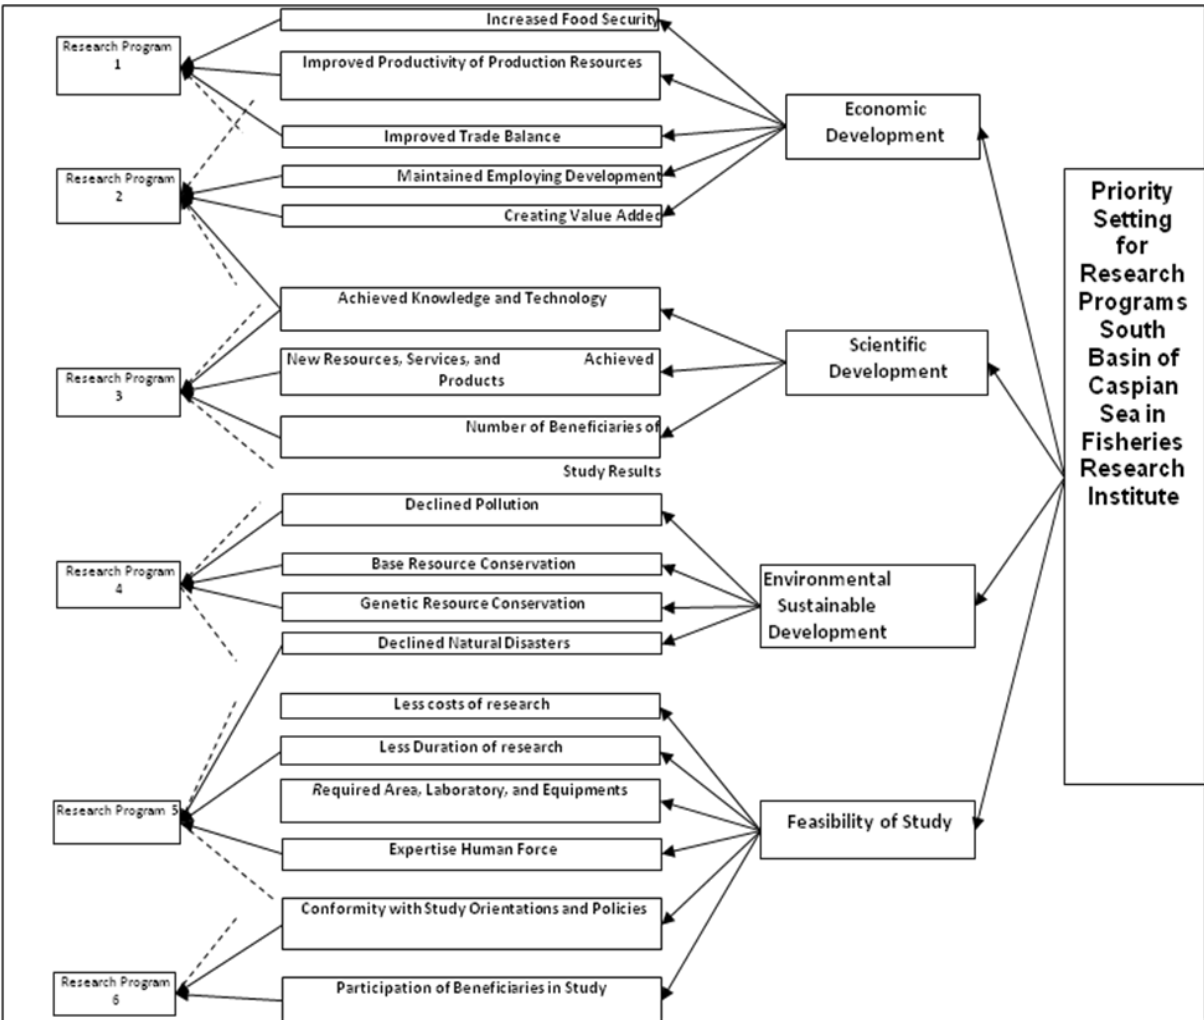 Research Program
1
Research Program
2
Research Program
3
Research Program
4
Research Program 5
Research Program
6
Increased Food Security
Improved Productivity of Production Resources
Improved Trade Balance
Maintained Employing Development
Creating Value Added
Achieved Knowledge and Technology
New Resources, Services, and Achieved
Products
Number of Beneficiaries of
Study Results
Declined Pollution
Base Resource Conservation
Genetic Resource Conservation
Declined Natural Disasters
Less costs of research
Less Duration of research
Required Area, Laboratory, and Equipments
Expertise Human Force
Conformity with Study Orientations and Policies
Participation of Beneficiaries in Study
Economic
Development
Scientific
Development
Environmental
Sustainable
Development
Feasibility of Study
Priority
Setting
for
Research
Programs
South
Basin of
Caspian
Sea in
Fisheries
Research
Institute